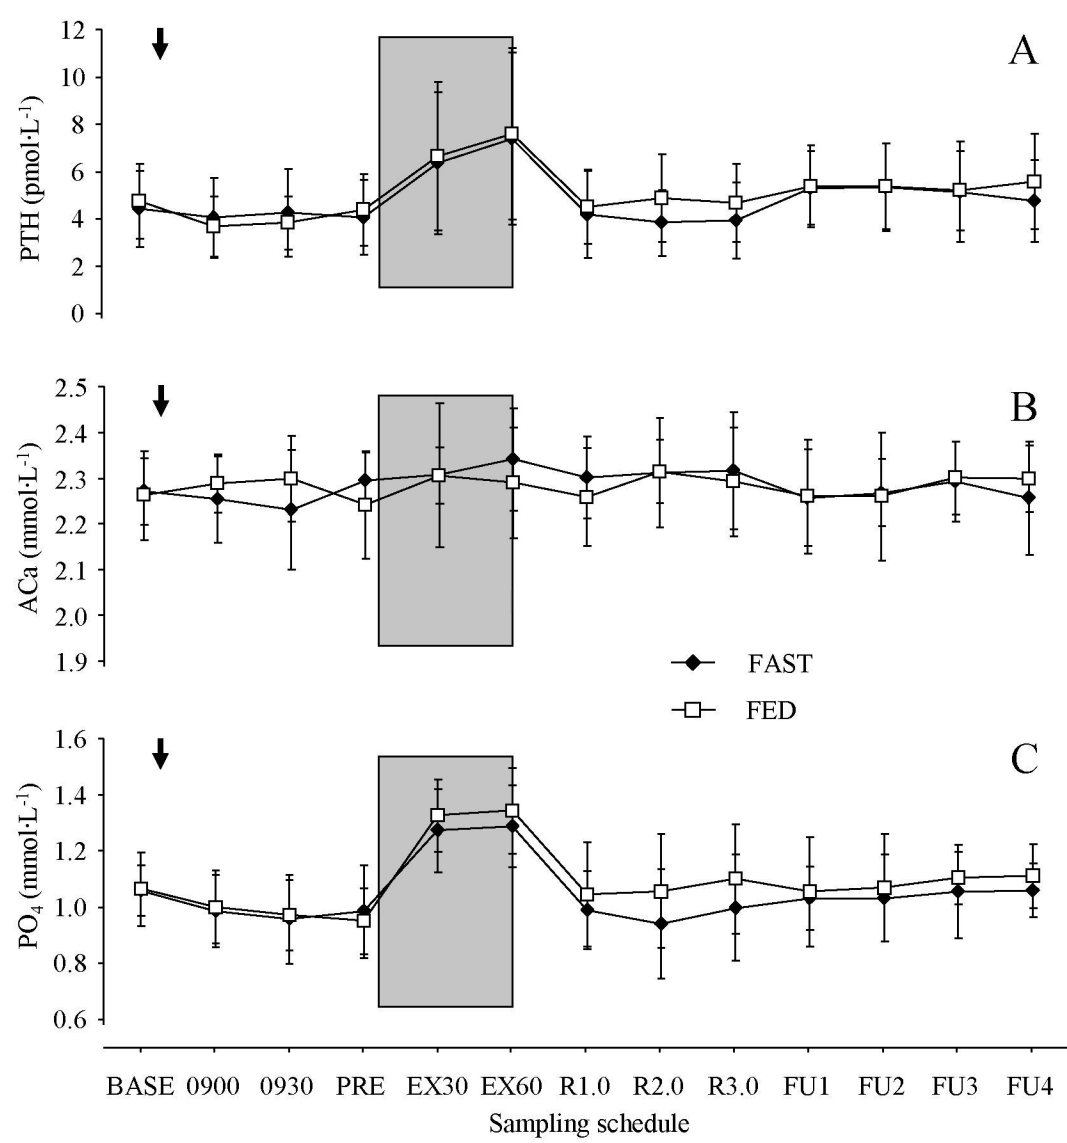 A
PTH (pmol·L-1)
12
10
8
6
4
2
0
B
ACa (mmol·L-1)
2.5
2.4
2.3
2.2
2.1
2.0
1.9
FAST
FED
C
PO4 (mmol·L-1)
1.6
1.4
1.2
1.0
0.8
0.6
BASE 0900 0930 PRE EX30 EX60 R1.0 R2.0 R3.0 FU1 FU2 FU3 FU4
Sampling schedule